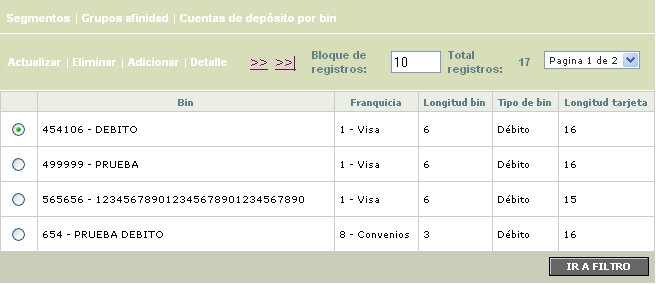 Segmentos | Grupos afinidad | Cuentas de depósito por bin
Actualizar | Eliminar | Adicionar | Detalle >> >>| Bloque de registros: 10 Total registros: 17 Pagina 1 de 2
Bin Franquicia Longitud bin Tipo de bin Longitud tarjeta
454106 - DEBITO 1 - Visa 6 Débito 16
499999 - PRUEBA 1 - Visa 6 Débito 16
565656 - 123456789012345678901234567890 1 - Visa 6 Débito 15
654 - PRUEBA DEBITO 8 - Convenios 3 Débito 16
IR A FILTRO